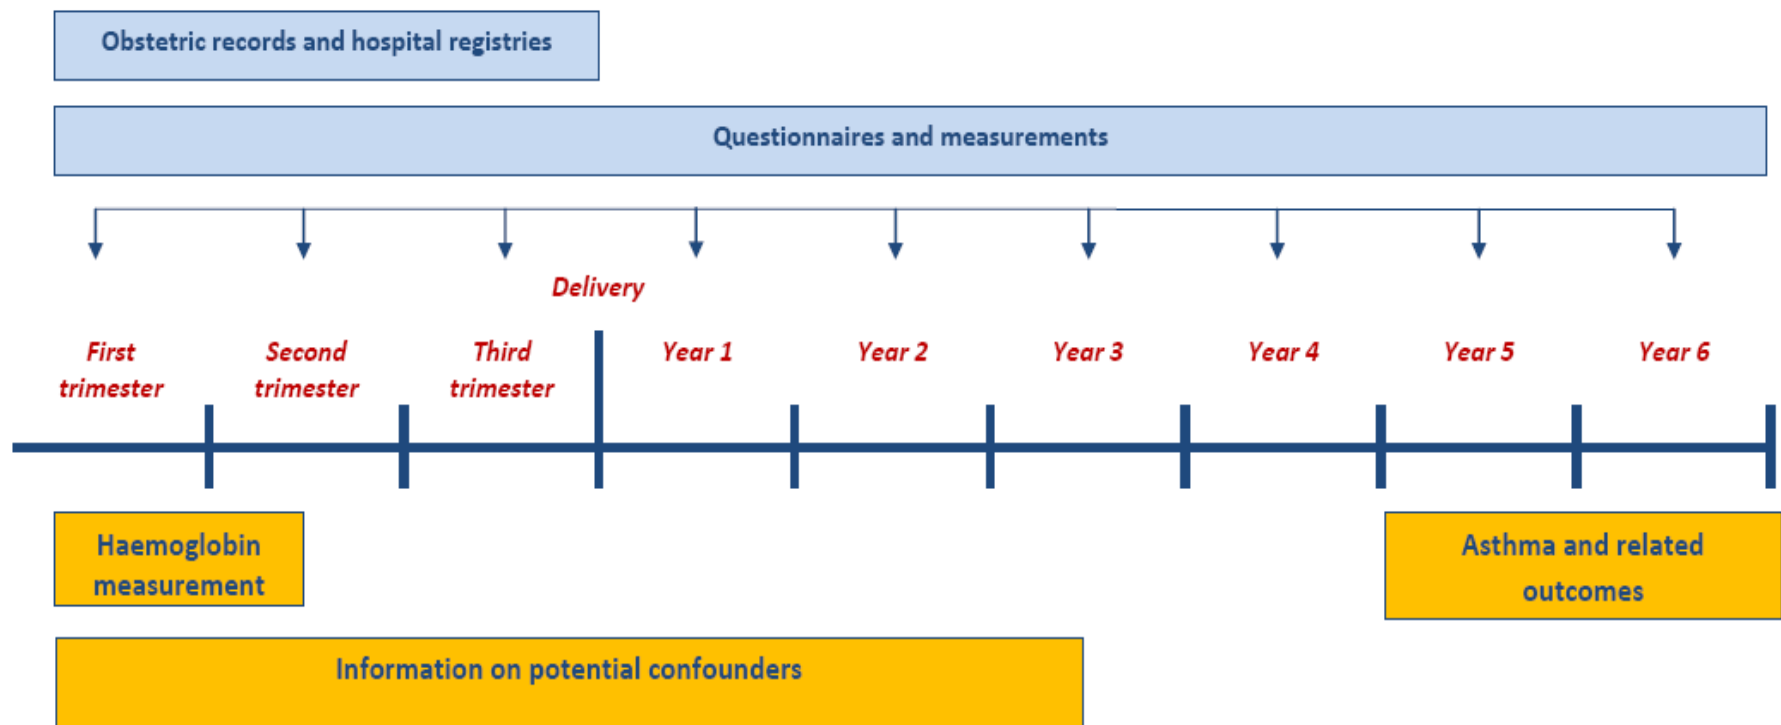 Obstetric records and hospital registries
Questionnaires and measurements
Delivery
First trimester
Second trimester
Third trimester
Year 1
Year 2
Year 3
Year 4
Year 5
Year 6
Haemoglobin
measurement
Asthma and related
outcomes
Information on potential confounders